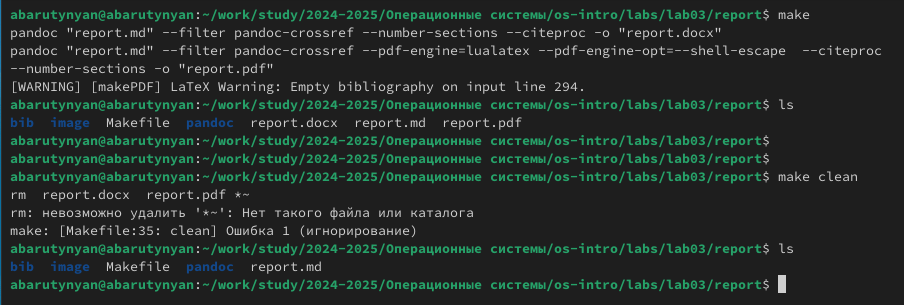 abarutynyan@abarutynyan:~/work/study/2024-2025/Операционные системы/os-intro/labs/lab03/report$ make
pandoc "report.md" --filter pandoc-crossref --number-sections --citeproc -o "report.docx"
pandoc "report.md" --filter pandoc-crossref --pdf-engine=lualatex --pdf-engine-opt=--shell-escape  --citeproc
--number-sections -o "report.pdf"
[WARNING] [makePDF] LaTeX Warning: Empty bibliography on input line 294.
abarutynyan@abarutynyan:~/work/study/2024-2025/Операционные системы/os-intro/labs/lab03/report$ ls
bib  image  Makefile  pandoc  report.docx  report.md  report.pdf
abarutynyan@abarutynyan:~/work/study/2024-2025/Операционные системы/os-intro/labs/lab03/report$
abarutynyan@abarutynyan:~/work/study/2024-2025/Операционные системы/os-intro/labs/lab03/report$
abarutynyan@abarutynyan:~/work/study/2024-2025/Операционные системы/os-intro/labs/lab03/report$ make clean
rm  report.docx  report.pdf *~
rm: невозможно удалить '*~': Нет такого файла или каталога
make: [Makefile:35: clean] Ошибка 1 (игнорирование)
abarutynyan@abarutynyan:~/work/study/2024-2025/Операционные системы/os-intro/labs/lab03/report$ ls
bib  image  Makefile  pandoc  report.md
abarutynyan@abarutynyan:~/work/study/2024-2025/Операционные системы/os-intro/labs/lab03/report$